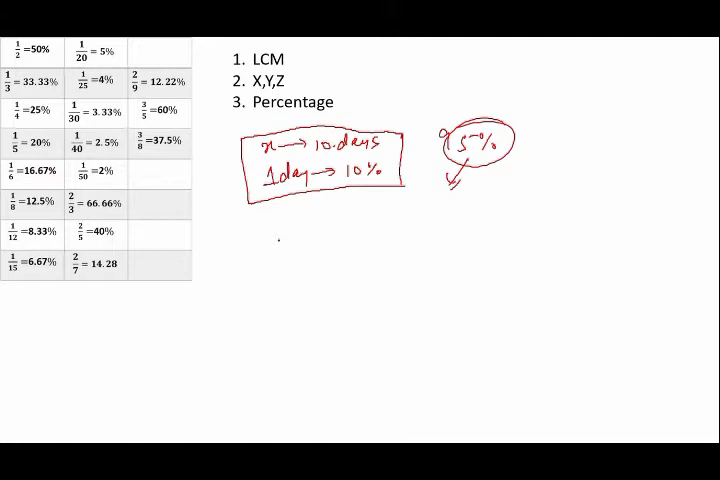 1/2 =50% 1/20 = 5%
1/3 = 33.33% 1/25 =4% 2/9 = 12.22%
1/4 =25% 1/30 = 3.33% 3/5 =60%
1/5 = 20% 1/40 = 2.5% 3/8 =37.5%
1/6 =16.67% 1/50 =2%
1/8 = 12.5% 2/3 = 66.66%
1/12 =8.33% 2/5 =40%
1/15 =6.67% 2/7 = 14.28
1. LCM
2. X,Y,Z
3. Percentage
x → 10.days
1 day → 10%
5%